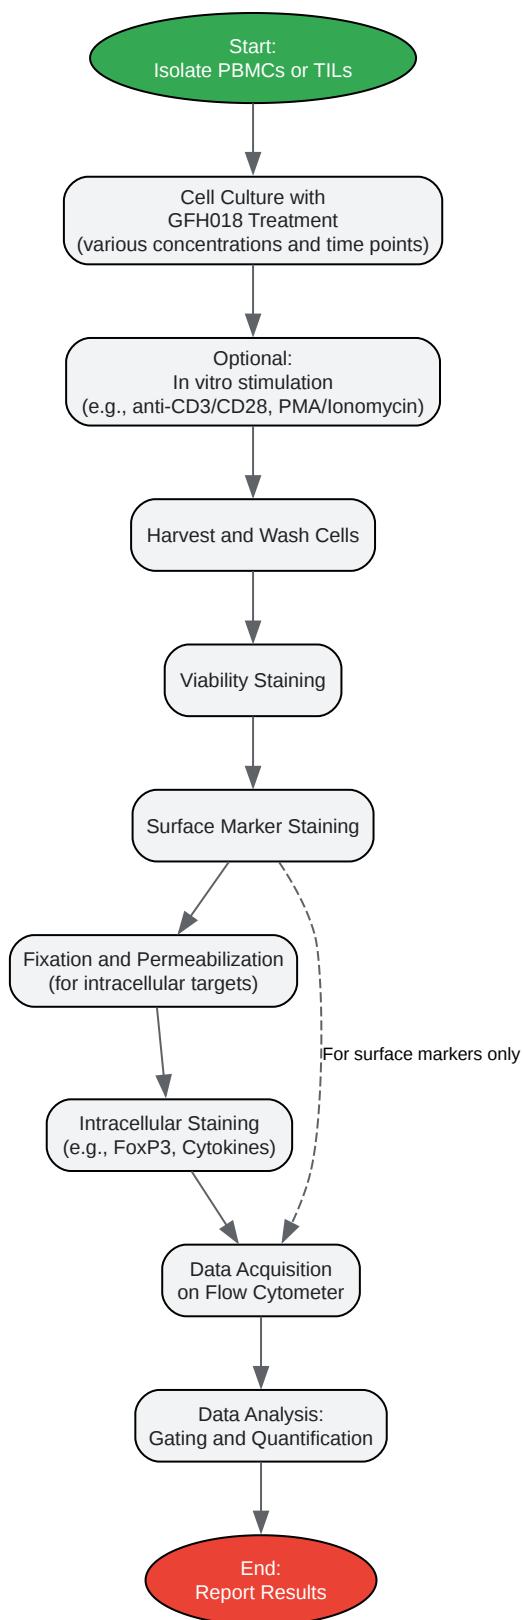 Start:
Isolate PBMCs or TILs
Cell Culture with
GFH018 Treatment
(various concentrations and time points)
Optional:
In vitro stimulation
(e.g., anti-CD3/CD28, PMA/Ionomycin)
Harvest and Wash Cells
Viability Staining
Surface Marker Staining
Fixation and Permeabilization
(for intracellular targets)
For surface markers only
Intracellular Staining
(e.g., FoxP3, Cytokines)
Data Acquisition
on Flow Cytometer
Data Analysis:
Gating and Quantification
End:
Report Results